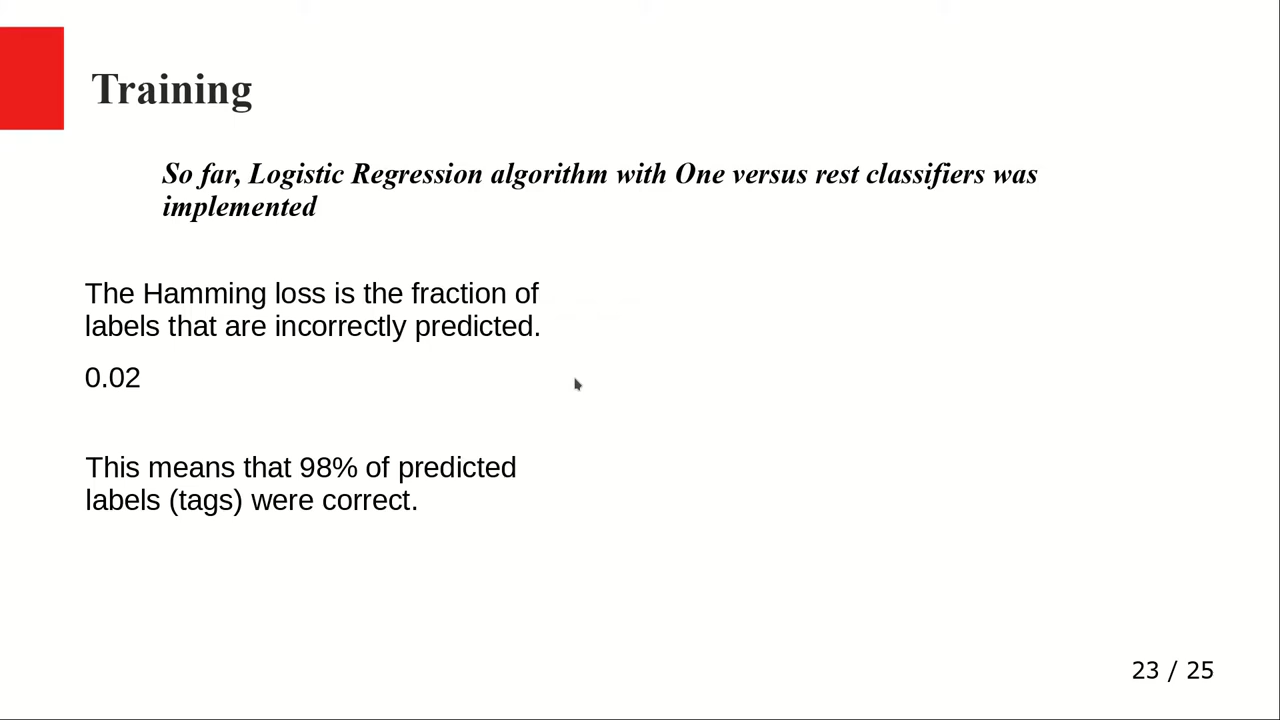 Training
So far, Logistic Regression algorithm with One versus rest classifiers was
implemented
The Hamming loss is the fraction of
labels that are incorrectly predicted.
0.02
This means that 98% of predicted
labels (tags) were correct.
23 / 25